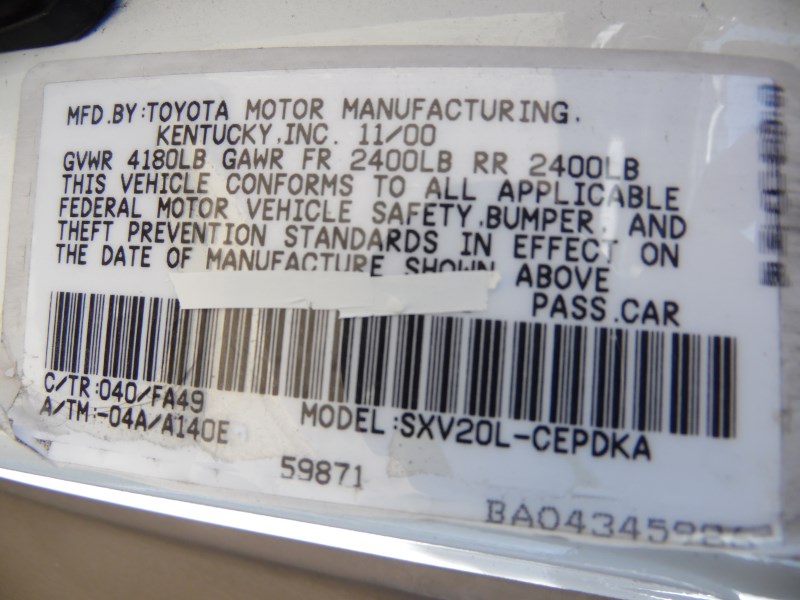 MFD.BY:TOYOTA MOTOR MANUFACTURING.
KENTUCKY,INC. 11/00
GVWR 4180LB GAWR FR 2400LB RR 2400LB
THIS VEHICLE CONFORMS TO ALL APPLICABLE
FEDERAL MOTOR VEHICLE SAFETY,BUMPER, AND
THEFT PREVENTION STANDARDS IN EFFECT ON
THE DATE OF MANUFACTURE SHOWN ABOVE
PASS.CAR
C/TR:040/FA49
A/TM:-04A/A140E
MODEL:SXV20L-CEPDKA
59871